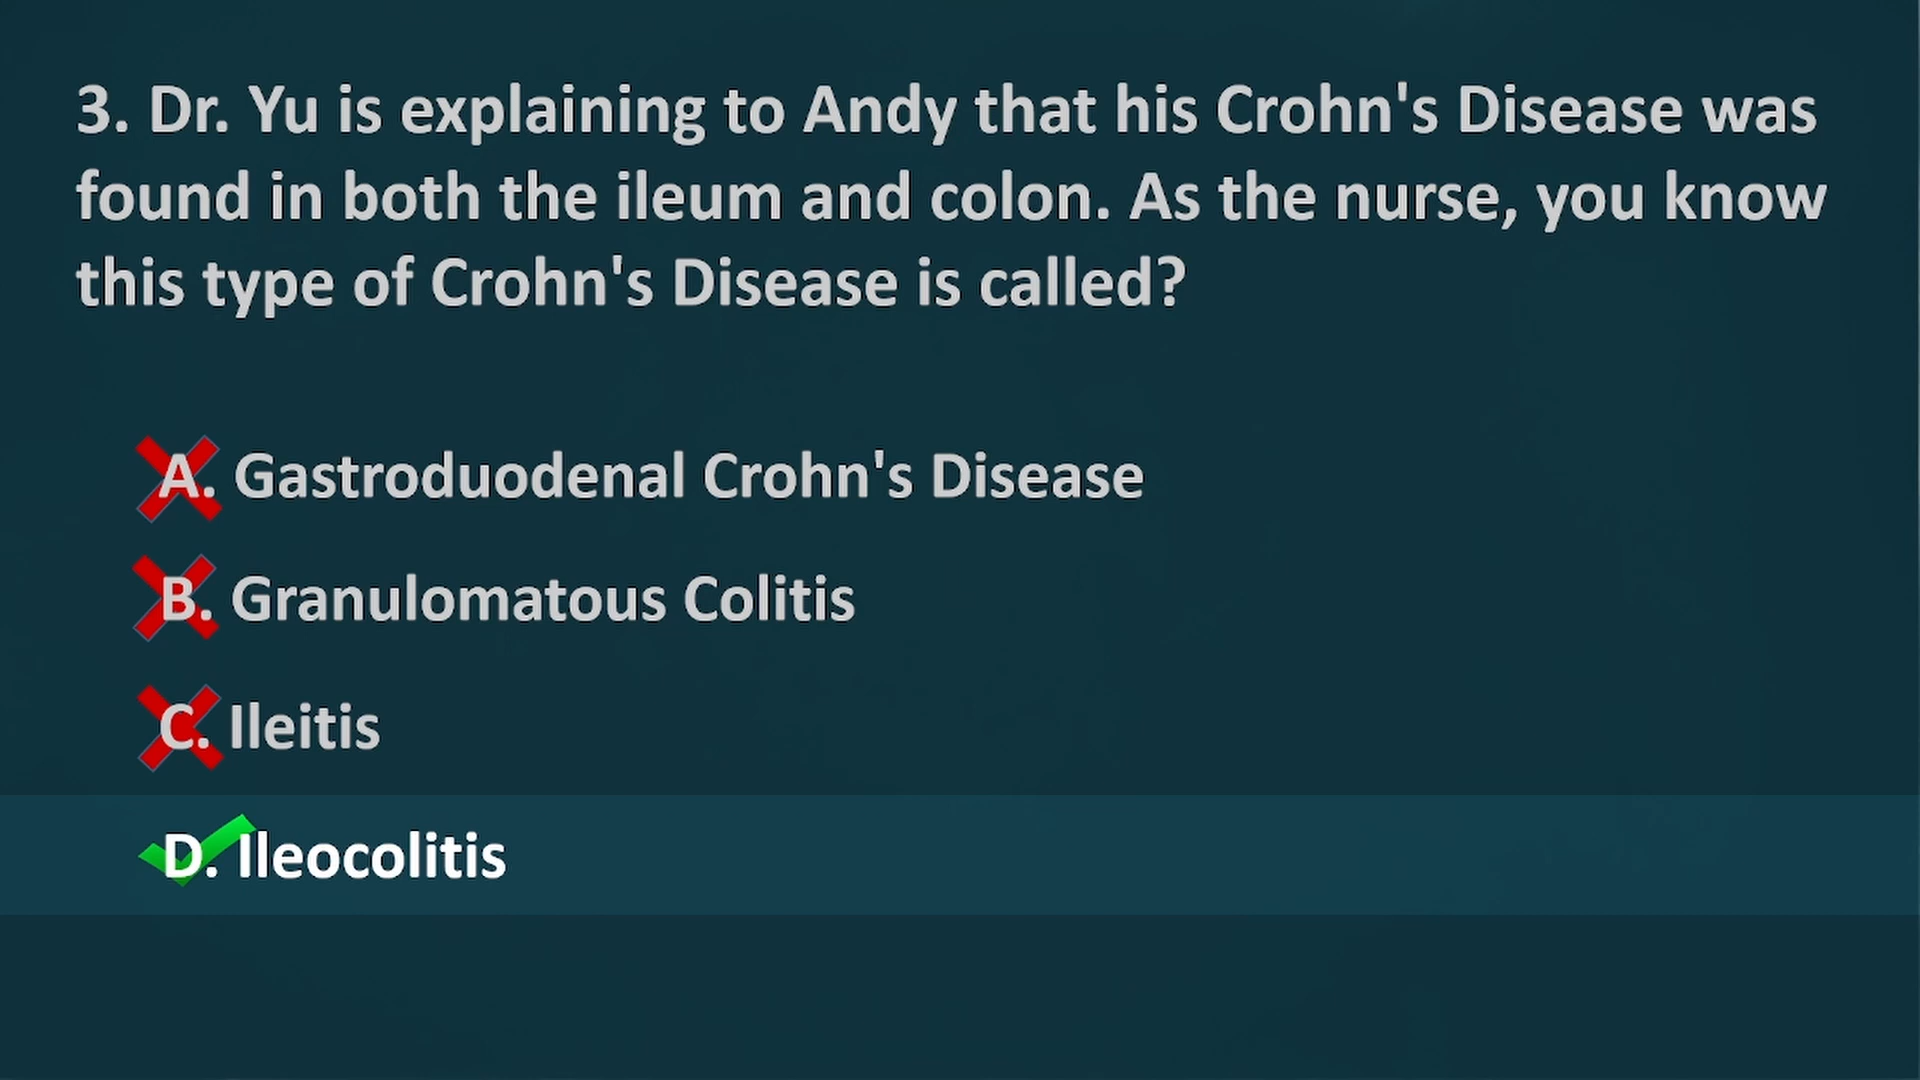 3. Dr. Yu is explaining to Andy that his Crohn's Disease was
found in both the ileum and colon. As the nurse, you know
this type of Crohn's Disease is called?
A. Gastroduodenal Crohn's Disease
B. Granulomatous Colitis
C. Ileitis
D. Ileocolitis